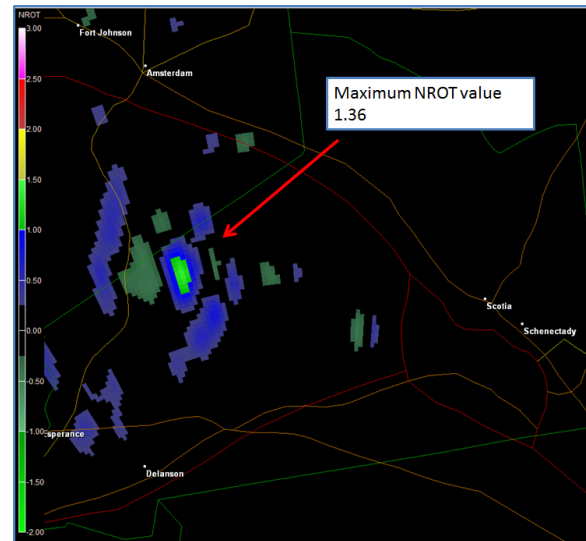 NROT
3.00
Fort Johnson
2.50
Amsterdam
Maximum NROT value
1.36
2.00
1.50
1.00
0.50
Scotia
0.00
Schenectady
-0.50
-1.00
sperance
Delanson
-1.50
-2.00